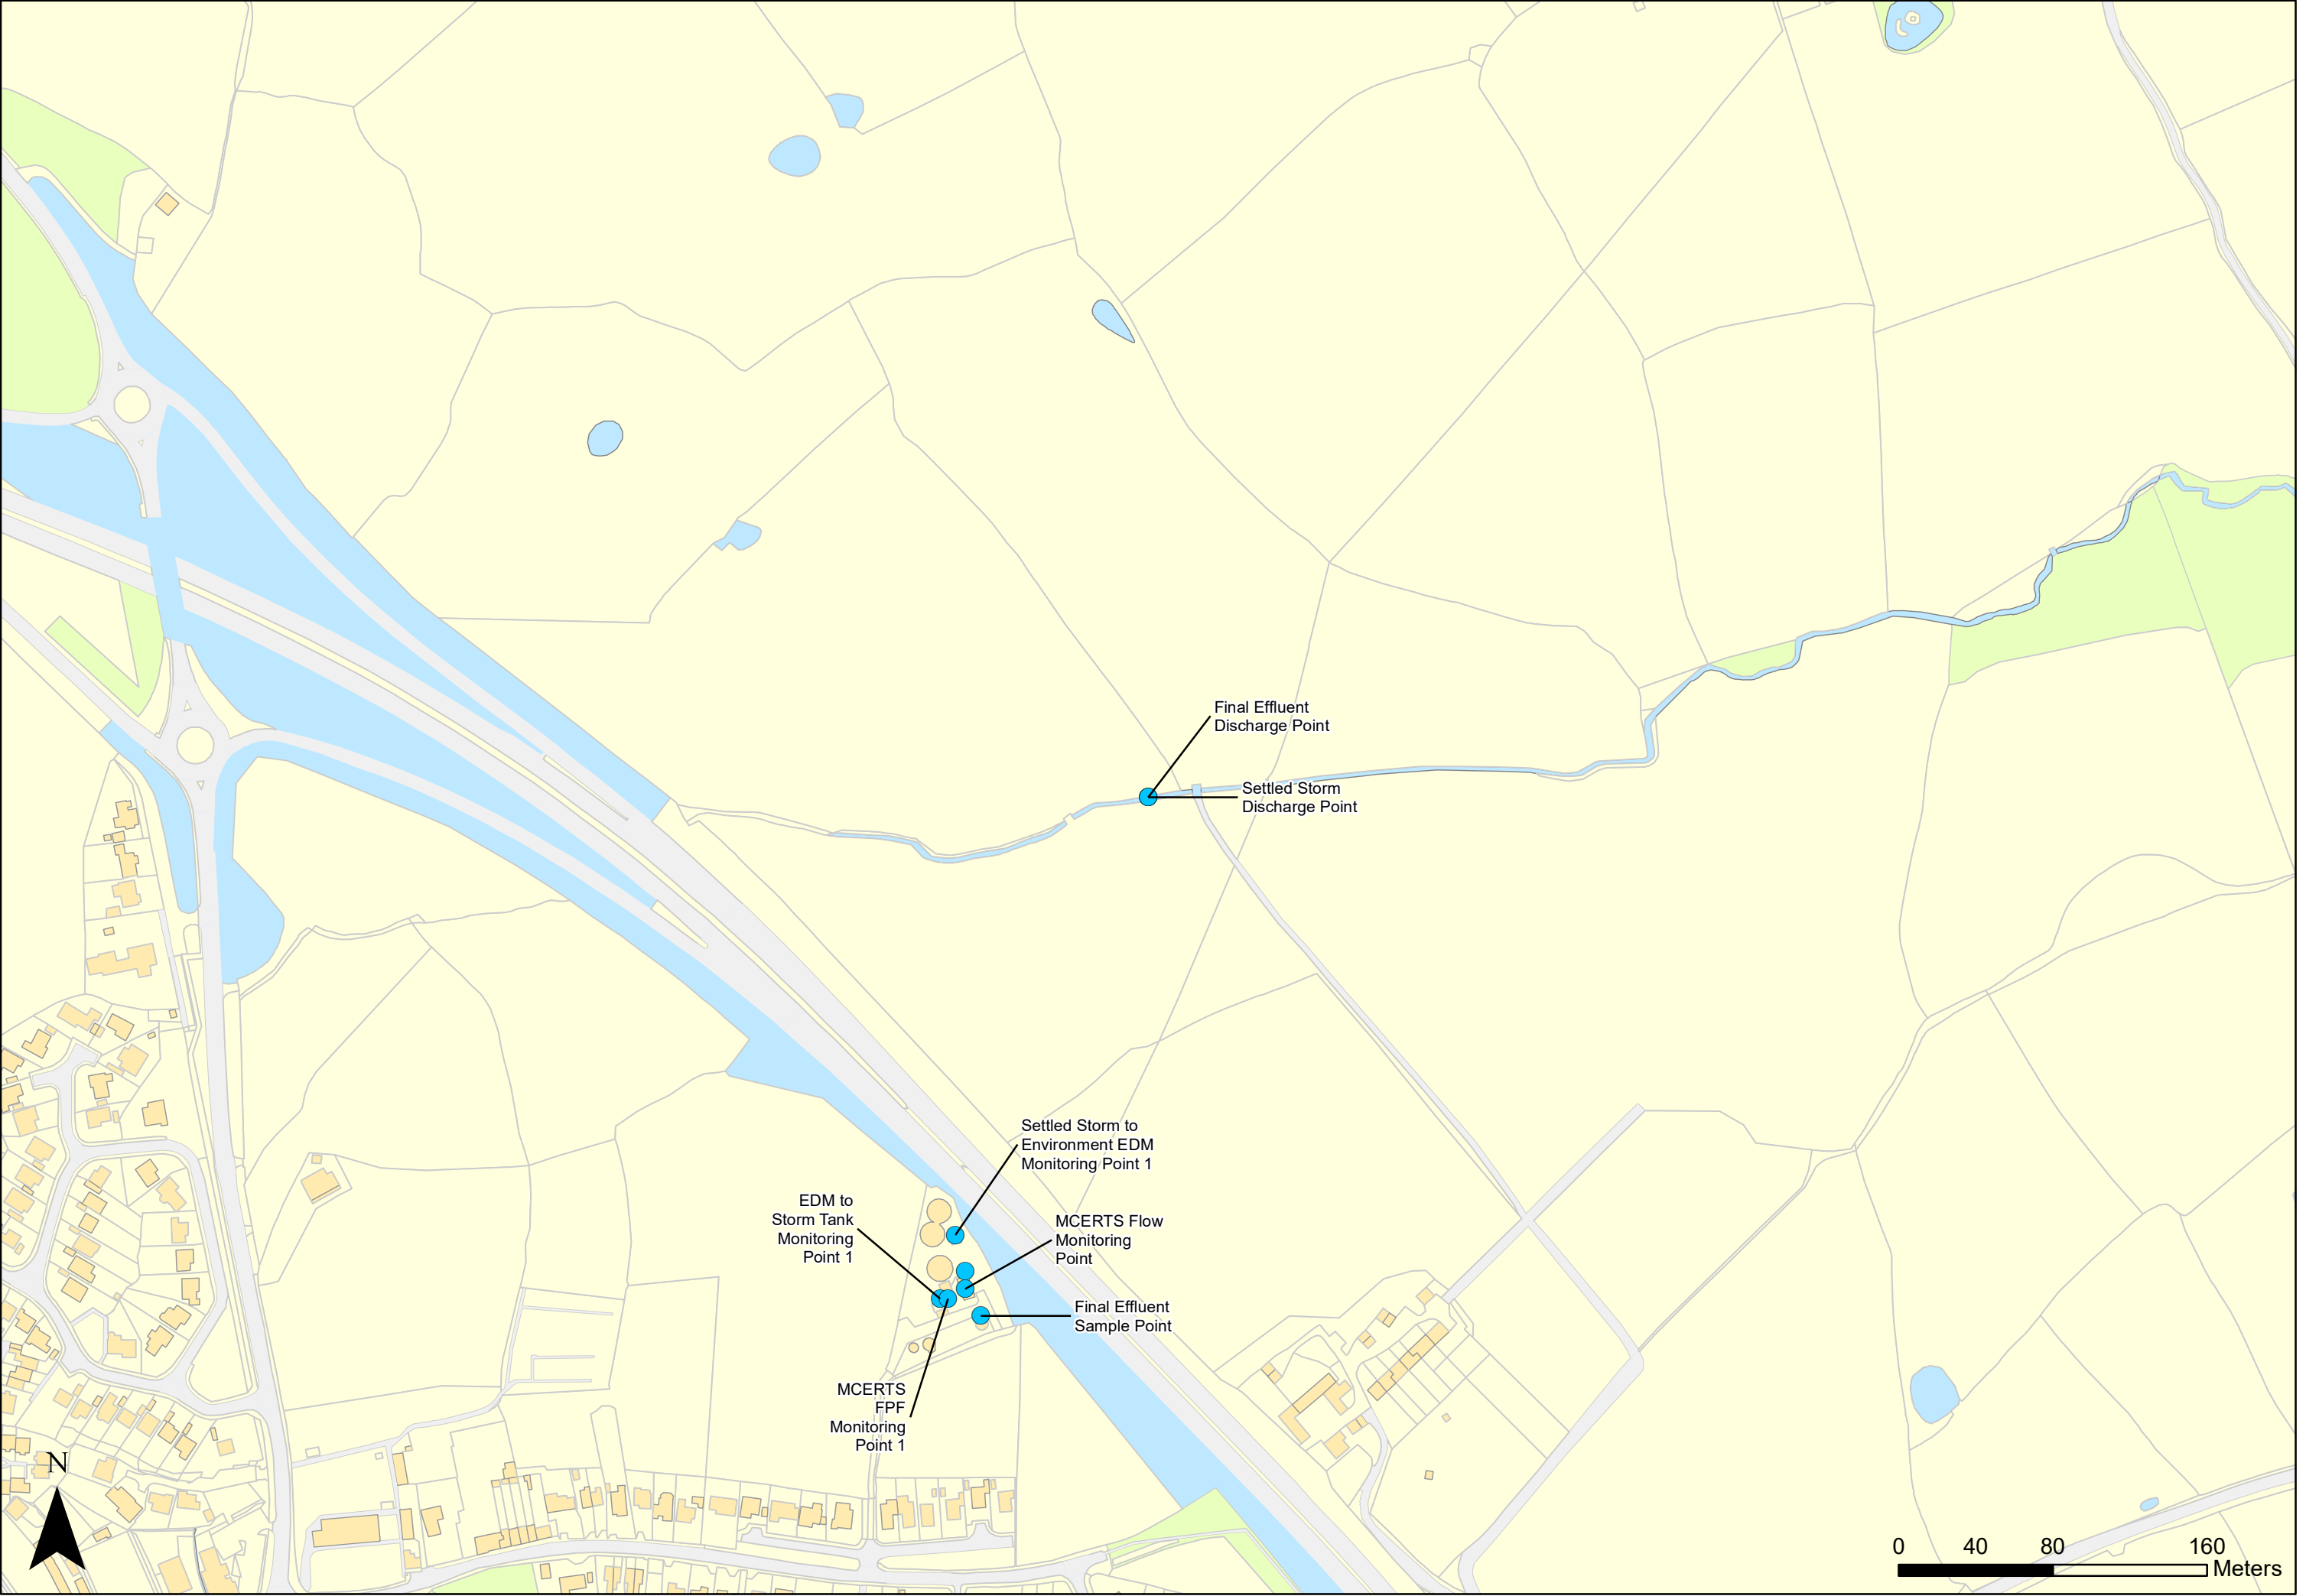 Final Effluent
Discharge Point
Settled Storm
Discharge Point
Settled Storm to
Environment EDM
Monitoring Point 1
EDM to
Storm Tank
Monitoring
Point 1
MCERTS Flow
Monitoring
Point
Final Effluent
Sample Point
MCERTS
FPF
Monitoring
Point 1
N
0 40 80 160
Meters